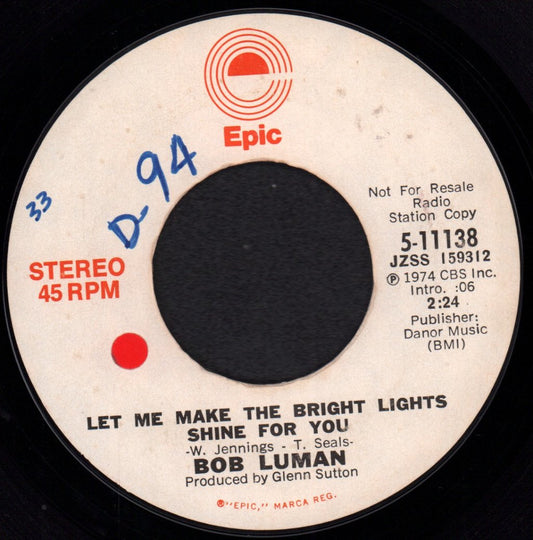 Epic
D-94
33
STEREO
45 RPM
Not For Resale
Radio
Station Copy
5-11138
JZSS 159312
Ⓟ 1974 CBS Inc.
Intro. :06
2:24
Publisher:
Danor Music
(BMI)
LET ME MAKE THE BRIGHT LIGHTS
SHINE FOR YOU
-W. Jennings - T. Seals-
BOB LUMAN
Produced by Glenn Sutton
®"EPIC," MARCA REG.